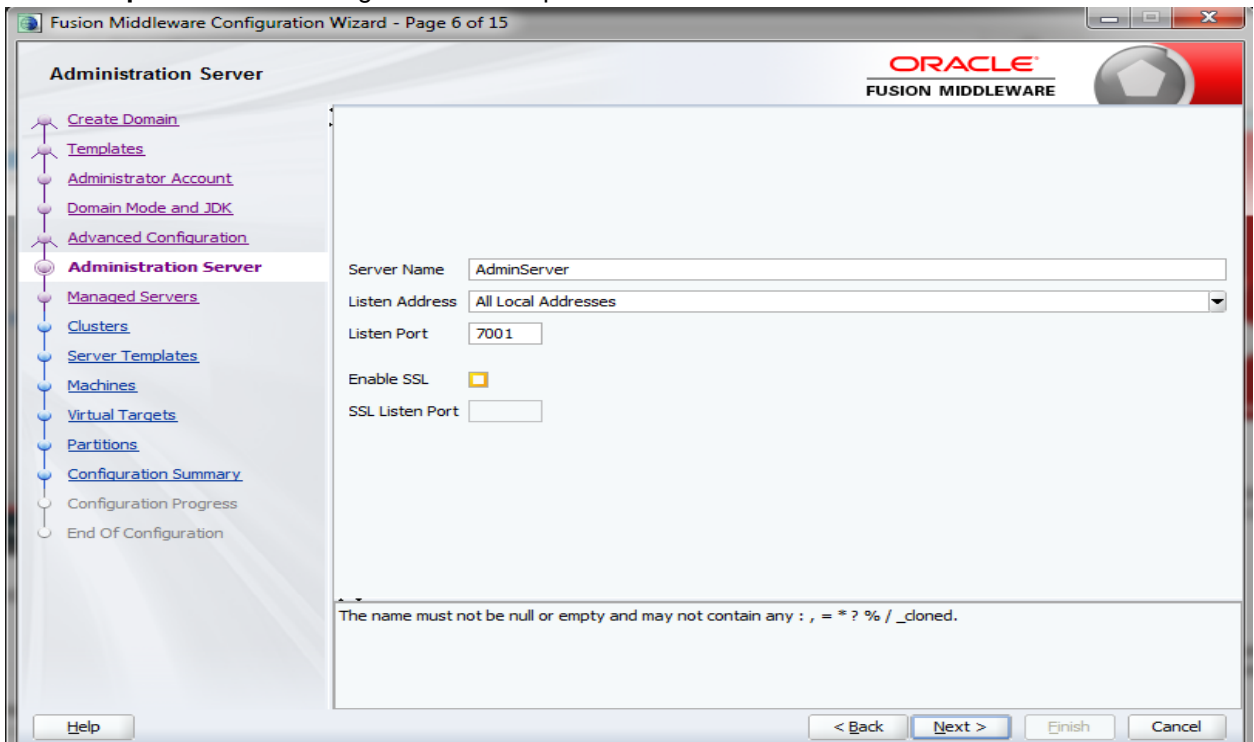 Fusion Middleware Configuration Wizard - Page 6 of 15
Administration Server
ORACLE
FUSION MIDDLEWARE
Create Domain
Templates
Administrator Account
Domain Mode and JDK
Advanced Configuration
Administration Server
Managed Servers
Clusters
Server Templates
Machines
Virtual Targets
Partitions
Configuration Summary
Configuration Progress
End Of Configuration
Server Name AdminServer
Listen Address All Local Addresses
Listen Port 7001
Enable SSL
SSL Listen Port
The name must not be null or empty and may not contain any : , = * ? % / _cloned.
Help < Back Next > Finish Cancel